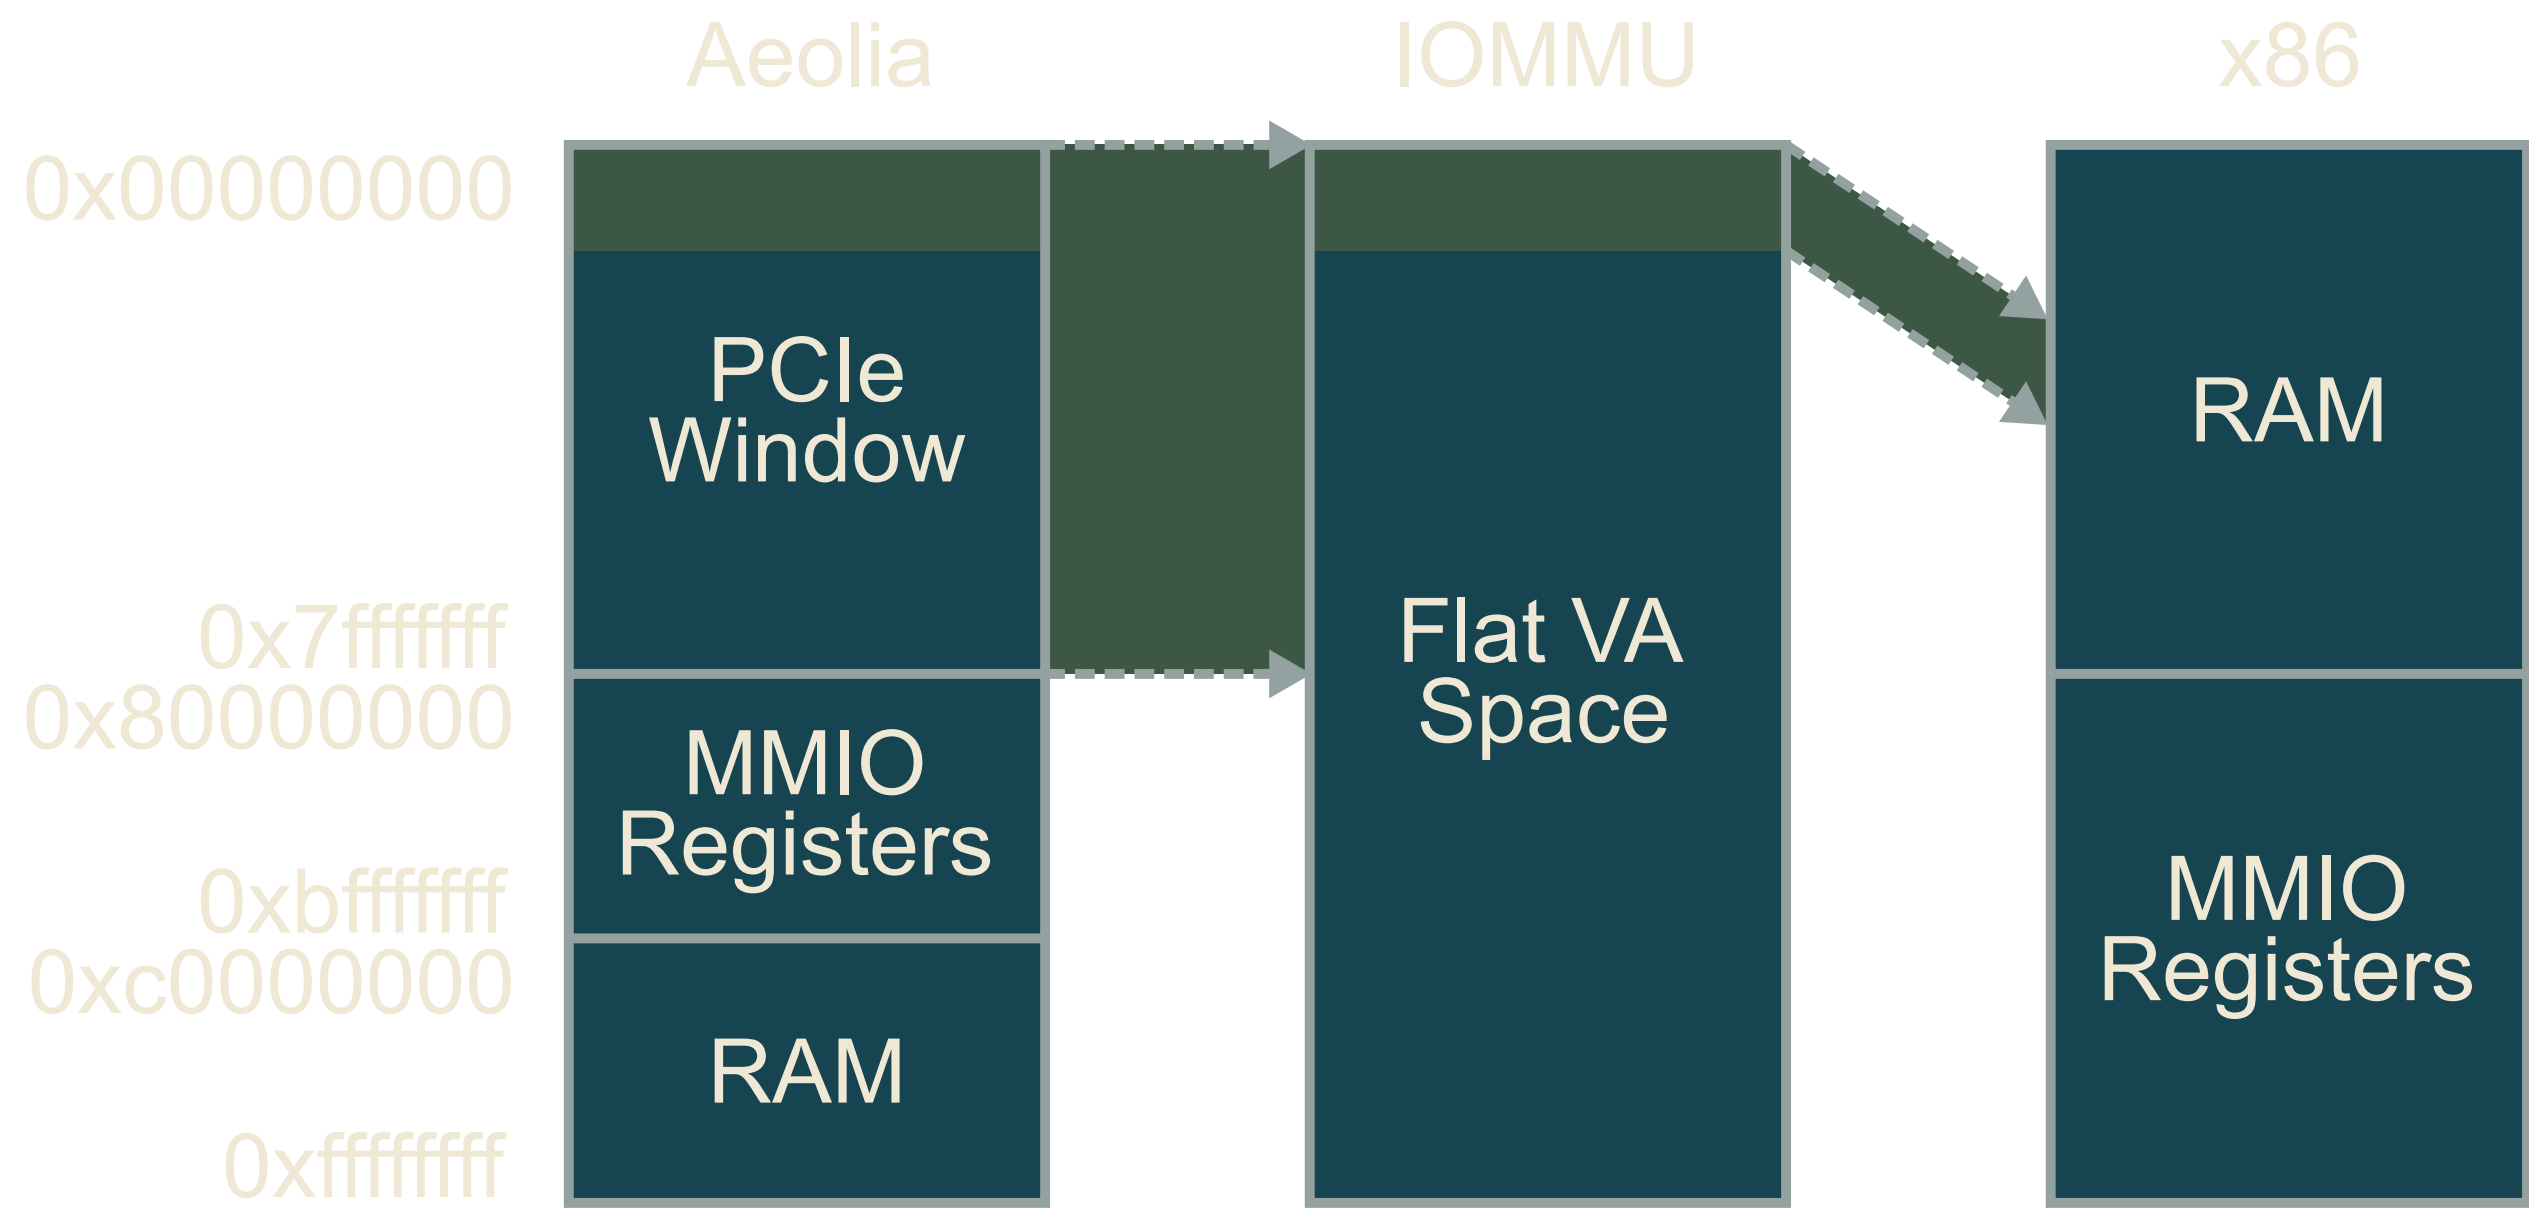 Aeolia
IOMMU
x86
0x00000000
0x7fffffff
0x80000000
0xbfffffff
0xc0000000
0xffffffff
PCIe
Window
MMIO
Registers
RAM
Flat VA
Space
RAM
MMIO
Registers